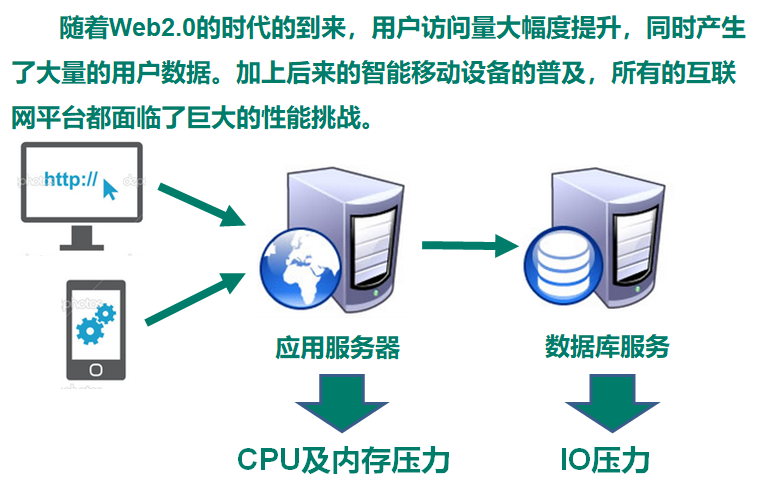 随着Web2.0的时代的到来，用户访问量大幅度提升，同时产生
了大量的用户数据。加上后来的智能移动设备的普及，所有的互联
网平台都面临了巨大的性能挑战。
http://
应用服务器
数据库服务
CPU及内存压力
IO压力